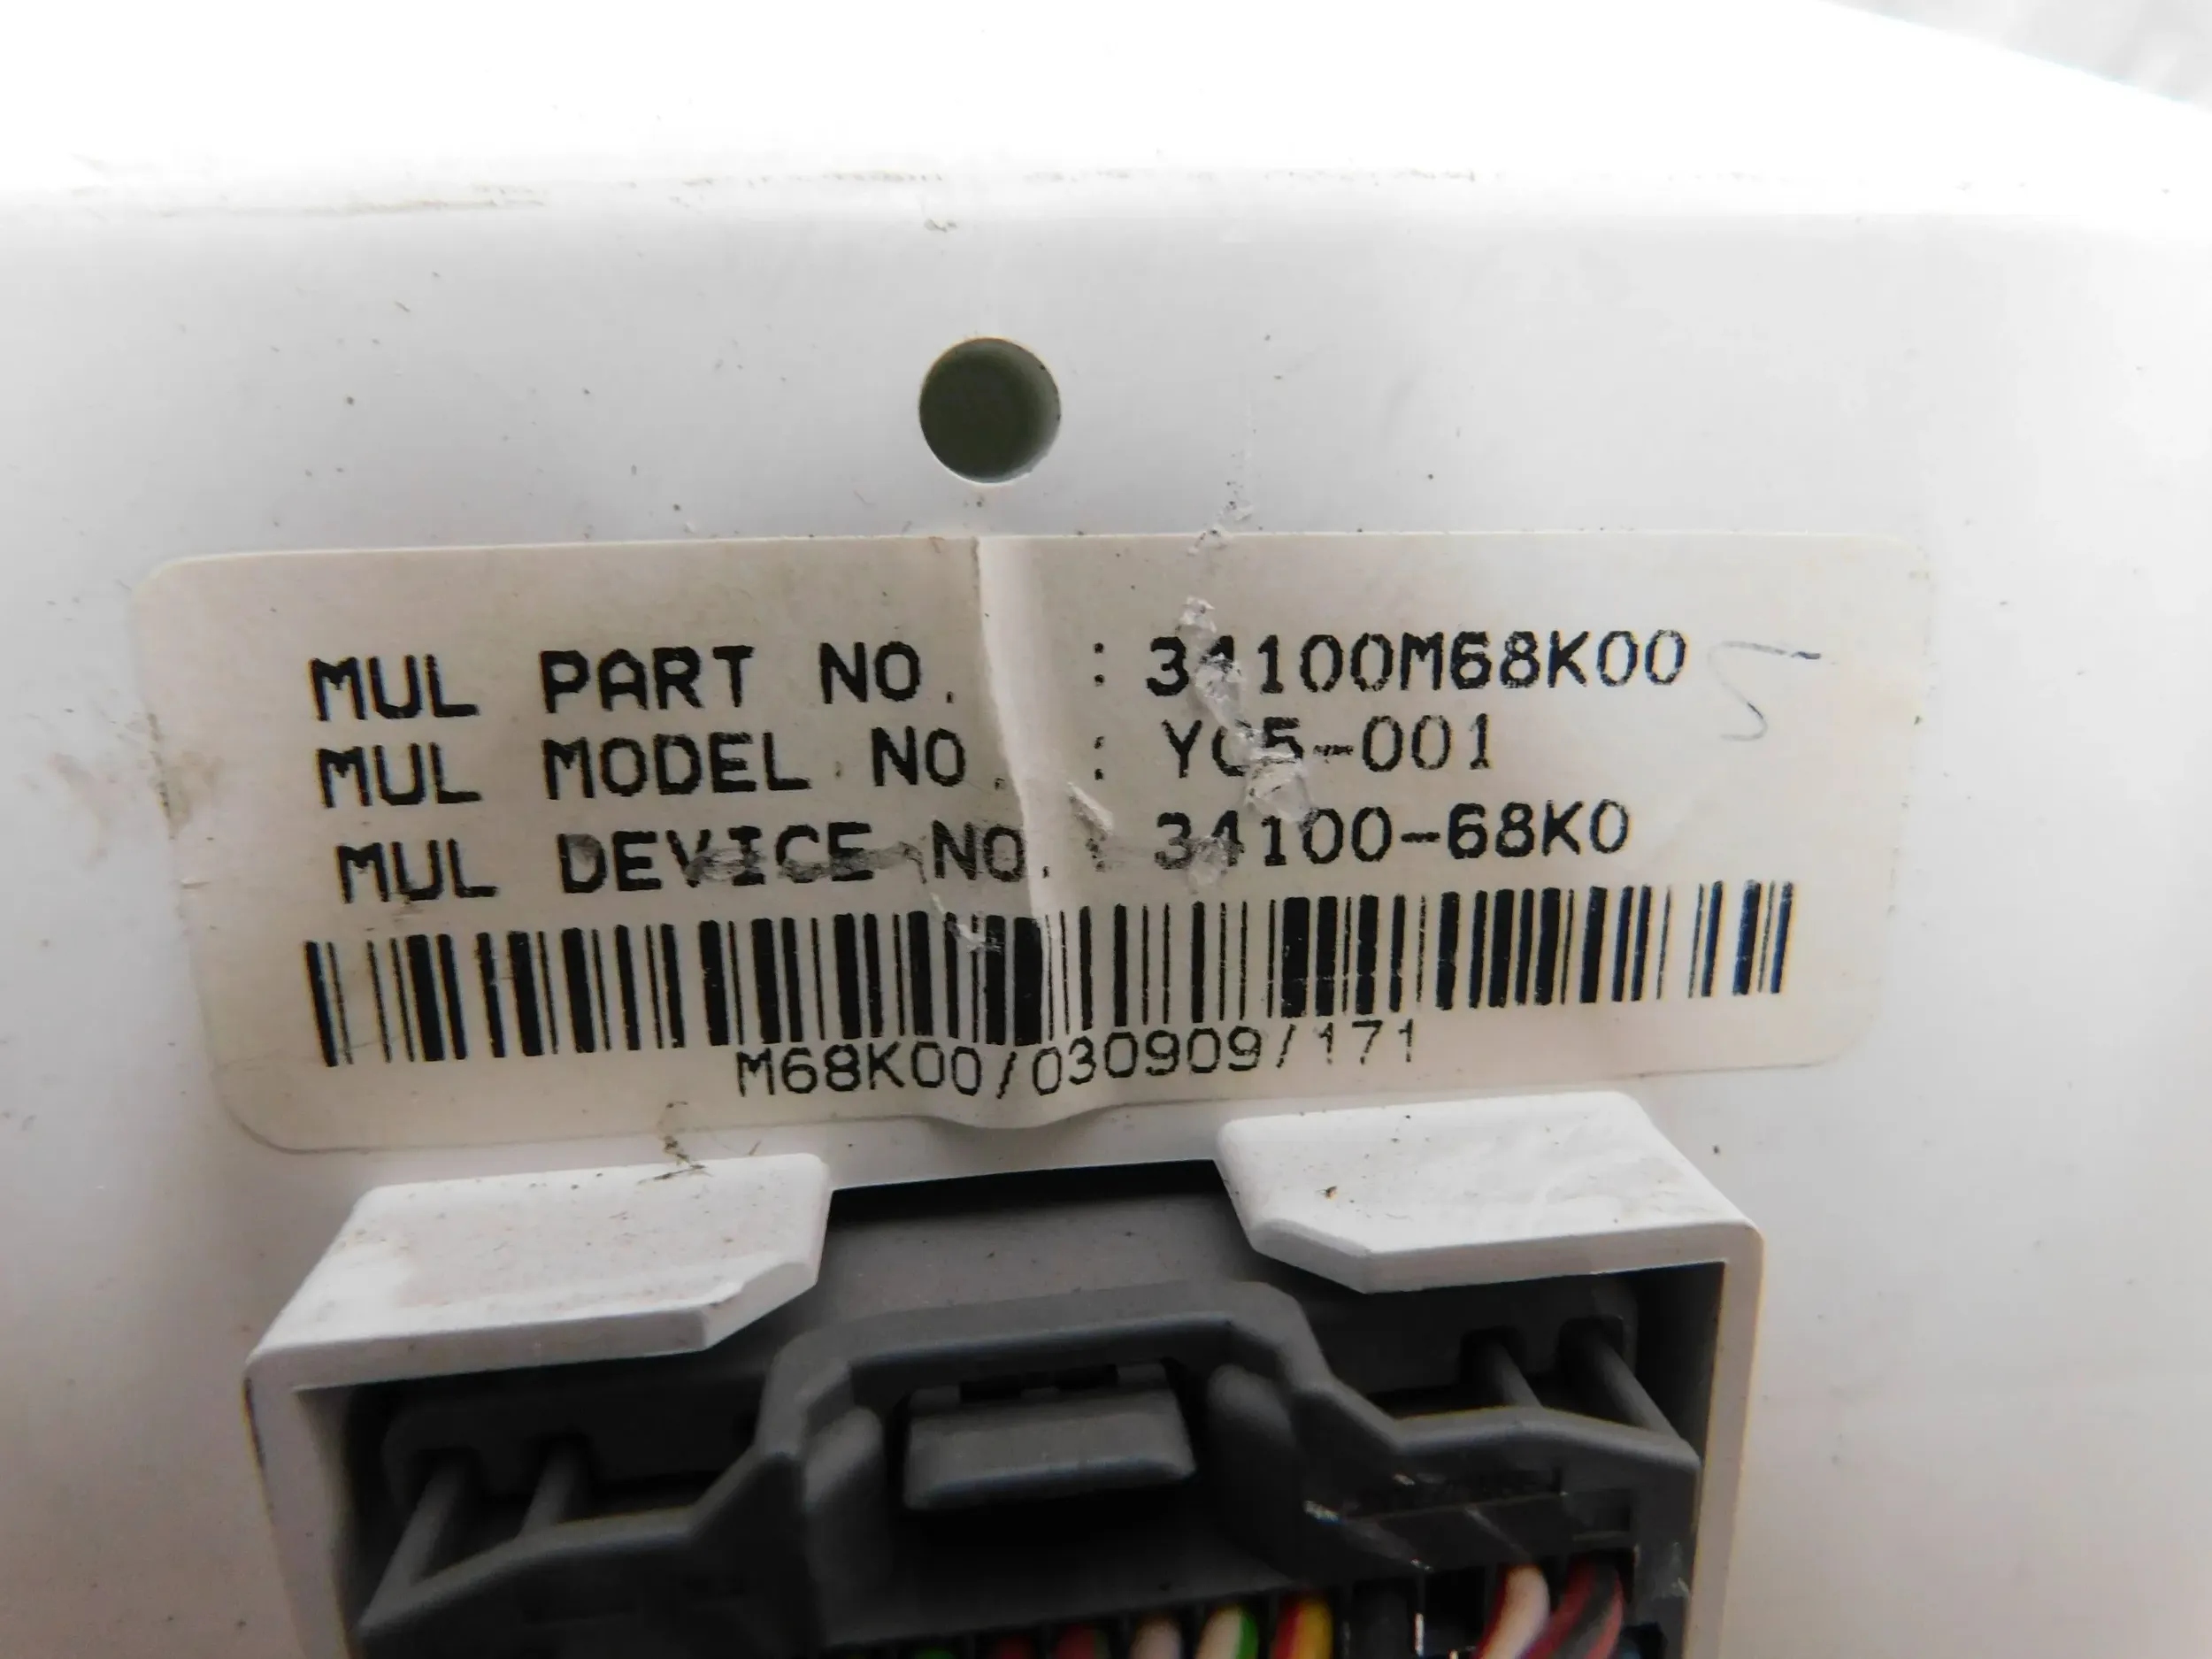 MUL PART NO. : 34100M68K00
MUL MODEL NO. : YC5-001
MUL DEVICE NO. : 34100-68K0
M68K00/030909/171